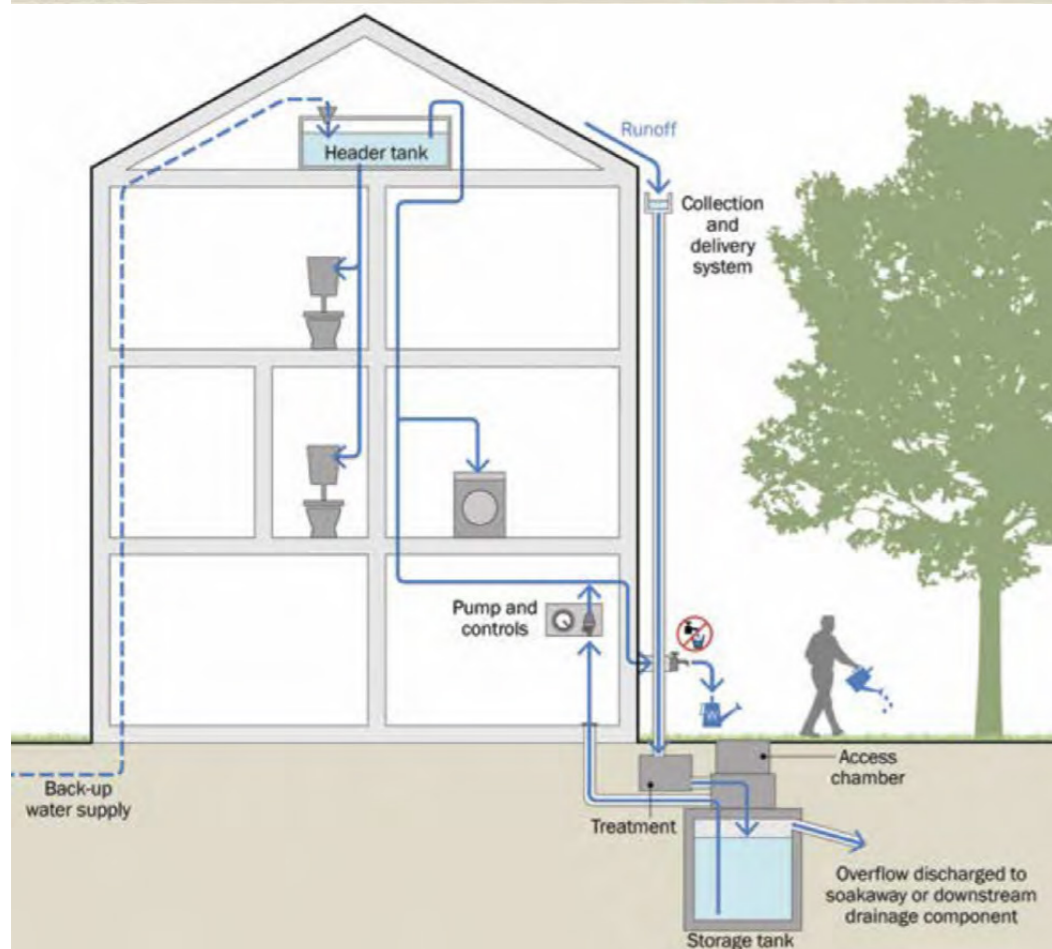 Header tank
Runoff
Collection
and
delivery
system
Pump and
controls
Back-up
water supply
Access
chamber
Treatment
Overflow discharged to
soakaway or downstream
drainage component
Storage tank